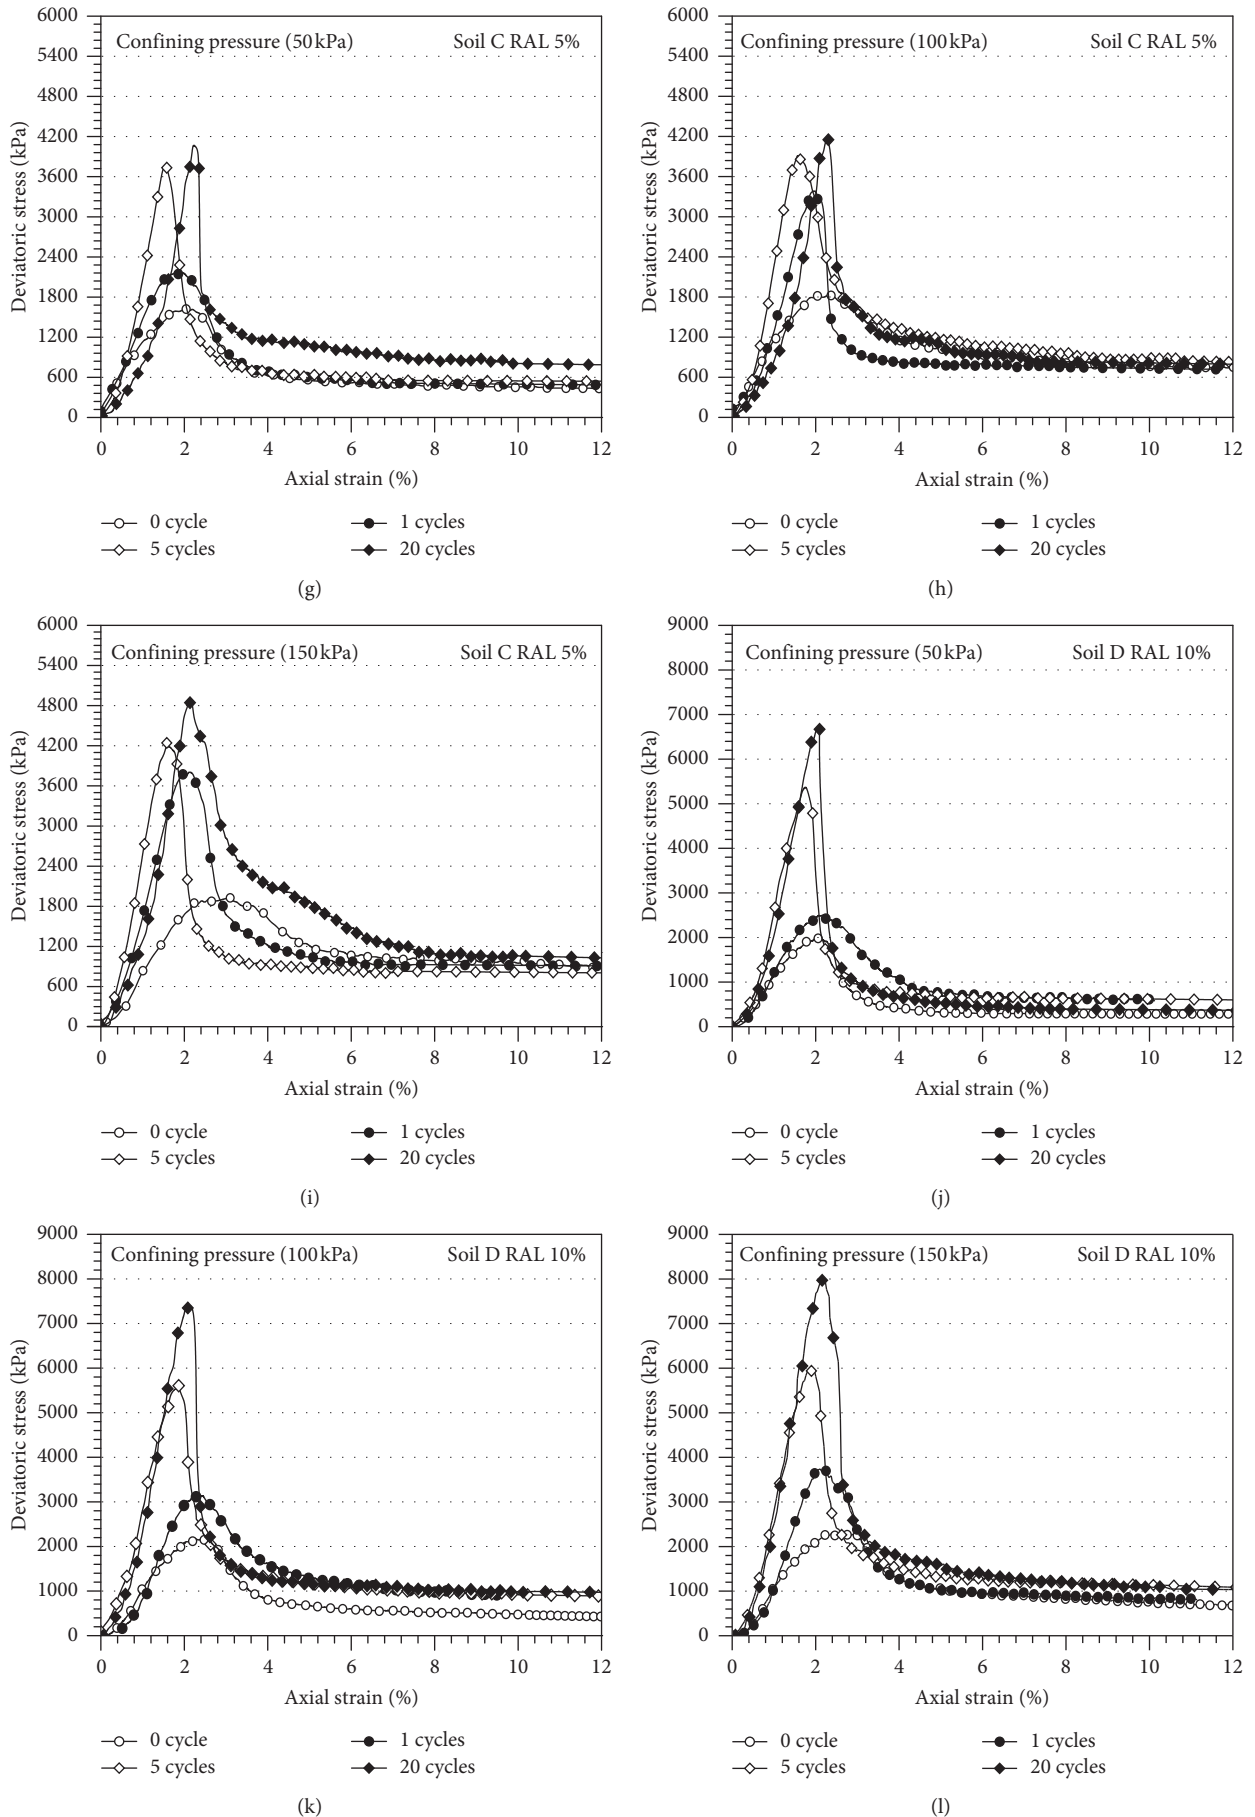 6000
5400
4800
4200
3600
3000
2400
1800
1200
600
0
Deviatoric stress (kPa)
Confining pressure (50 kPa) Soil C RAL 5%
0 2 4 6 8 10 12
Axial strain (%)
0 cycle 1 cycles
5 cycles 20 cycles
(g)
6000
5400
4800
4200
3600
3000
2400
1800
1200
600
0
Deviatoric stress (kPa)
Confining pressure (100 kPa) Soil C RAL 5%
0 2 4 6 8 10 12
Axial strain (%)
0 cycle 1 cycles
5 cycles 20 cycles
(h)
6000
5400
4800
4200
3600
3000
2400
1800
1200
600
0
Deviatoric stress (kPa)
Confining pressure (150 kPa) Soil C RAL 5%
0 2 4 6 8 10 12
Axial strain (%)
0 cycle 1 cycles
5 cycles 20 cycles
(i)
9000
8000
7000
6000
5000
4000
3000
2000
1000
0
Deviatoric stress (kPa)
Confining pressure (50 kPa) Soil D RAL 10%
0 2 4 6 8 10 12
Axial strain (%)
0 cycle 1 cycles
5 cycles 20 cycles
(j)
9000
8000
7000
6000
5000
4000
3000
2000
1000
0
Deviatoric stress (kPa)
Confining pressure (100 kPa) Soil D RAL 10%
0 2 4 6 8 10 12
Axial strain (%)
0 cycle 1 cycles
5 cycles 20 cycles
(k)
9000
8000
7000
6000
5000
4000
3000
2000
1000
0
Deviatoric stress (kPa)
Confining pressure (150 kPa) Soil D RAL 10%
0 2 4 6 8 10 12
Axial strain (%)
0 cycle 1 cycles
5 cycles 20 cycles
(l)